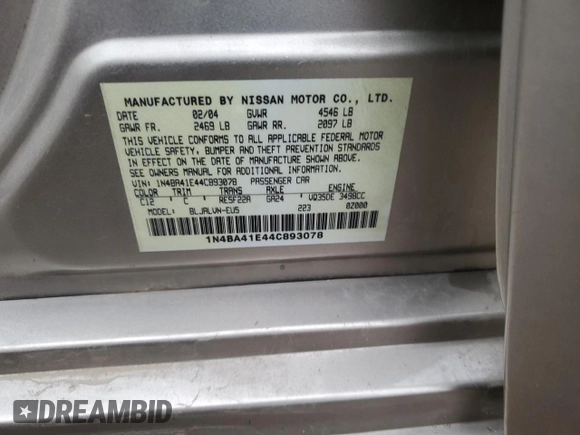 MANUFACTURED BY NISSAN MOTOR CO., LTD.
DATE 02/04 GVWR 4546 LB
GAWR FR. 2469 LB GAWR RR. 2097 LB
THIS VEHICLE CONFORMS TO ALL APPLICABLE FEDERAL MOTOR
VEHICLE SAFETY, BUMPER AND THEFT PREVENTION STANDARDS
IN EFFECT ON THE DATE OF MANUFACTURE SHOWN ABOVE.
SEE OWNERS MANUAL FOR ADDITIONAL INFORMATION
VIN: 1N4BA41E44C893078 PASSENGER CAR
COLOR TRIM TRANS AXLE ENGINE
C12 C RE5F22A GA24 VQ35DE 3498CC
MODEL: BLJALVN-EUS 223 0Z000
1N4BA41E44C893078
DREAMBID